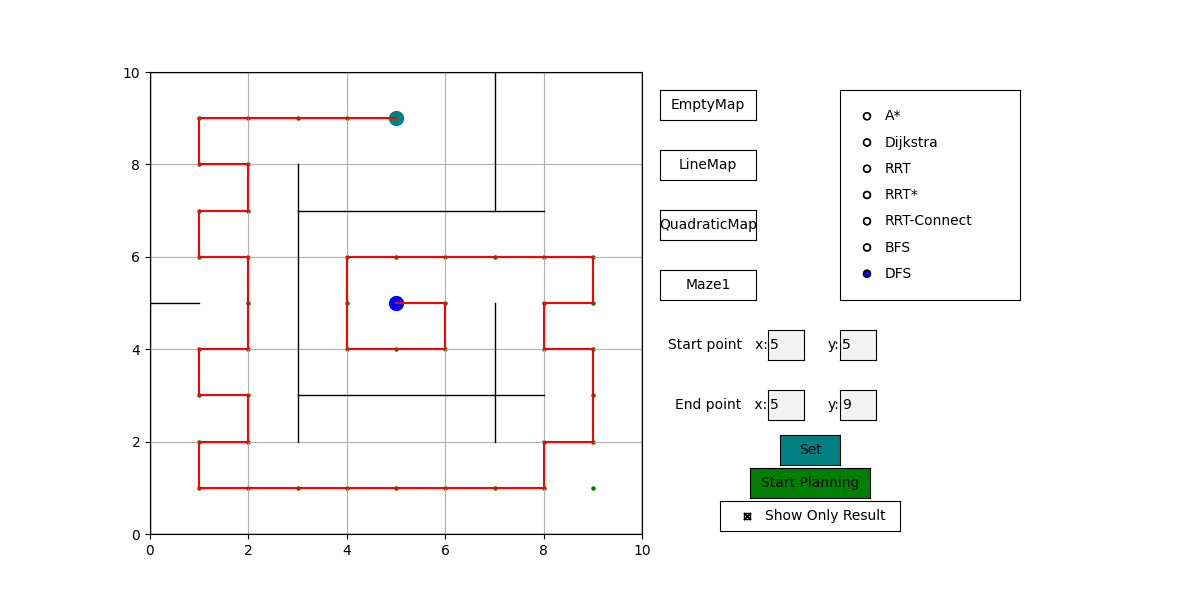 10
8
6
4
2
0
0 2 4 6 8 10
EmptyMap
LineMap
QuadraticMap
Maze1
A*
Dijkstra
RRT
RRT*
RRT-Connect
BFS
DFS
Start point x: 5 y: 5
End point x: 5 y: 9
Set
Start Planning
Show Only Result